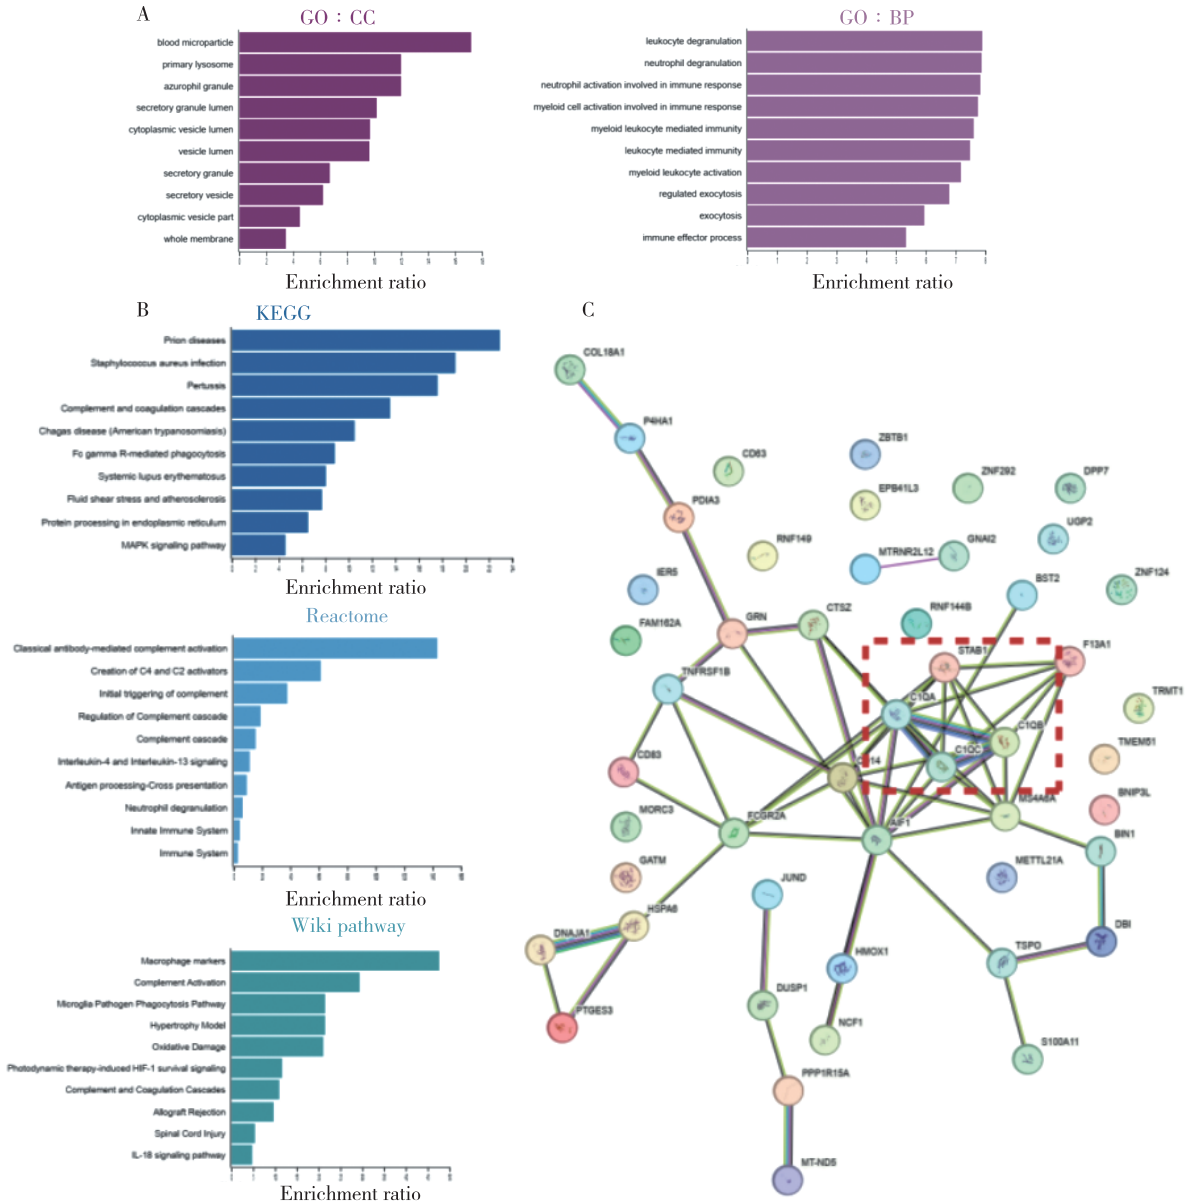 A
GO：CC
blood microparticle
primary lysosome
azurophil granule
secretory granule lumen
cytoplasmic vesicle lumen
vesicle lumen
secretory granule
secretory vesicle
cytoplasmic vesicle part
whole membrane
Enrichment ratio
GO：BP
leukocyte degranulation
neutrophil degranulation
neutrophil activation involved in immune response
myeloid cell activation involved in immune response
myeloid leukocyte mediated immunity
leukocyte mediated immunity
myeloid leukocyte activation
regulated exocytosis
exocytosis
immune effector process
Enrichment ratio
B
KEGG
Prion diseases
Staphylococcus aureus infection
Pertussis
Complement and coagulation cascades
Chagas disease (American trypanosomiasis)
Fc gamma R-mediated phagocytosis
Systemic lupus erythematosus
Fluid shear stress and atherosclerosis
Protein processing in endoplasmic reticulum
MAPK signaling pathway
Enrichment ratio
Reactome
Classical antibody-mediated complement activation
Creation of C4 and C2 activators
Initial triggering of complement
Regulation of Complement cascade
Complement cascade
Interleukin-4 and Interleukin-13 signaling
Antigen processing-Cross presentation
Neutrophil degranulation
Innate Immune System
Immune System
Enrichment ratio
Wiki pathway
Macrophage markers
Complement Activation
Microglia Pathogen Phagocytosis Pathway
Hypertrophy Model
Oxidative Damage
Photodynamic therapy-induced HIF-1 survival signaling
Complement and Coagulation Cascades
Allograft Rejection
Spinal Cord Injury
IL-18 signaling pathway
Enrichment ratio
C
COL18A1
P4HA1
CD63
ZBTB1
ZNF292
DPP7
EPB41L3
PDIA3
UGP2
RNF149
MTRNR2L12
GNAI2
IER5
BST2
ZNF124
FAM162A
GRN
CTSZ
RNF144B
STAB1
F13A1
TNFRSF1B
C1QA
TRMT1
C1QB
CD83
C1QC
TMEM51
MS4A6A
BNIP3L
MORC3
FCGR2A
AIF1
BIN1
GATM
JUND
METTL21A
HSPA6
DNAJA1
HMOX1
TSPO
DBI
DUSP1
PTGES3
NCF1
S100A11
PPP1R15A
MT-ND5